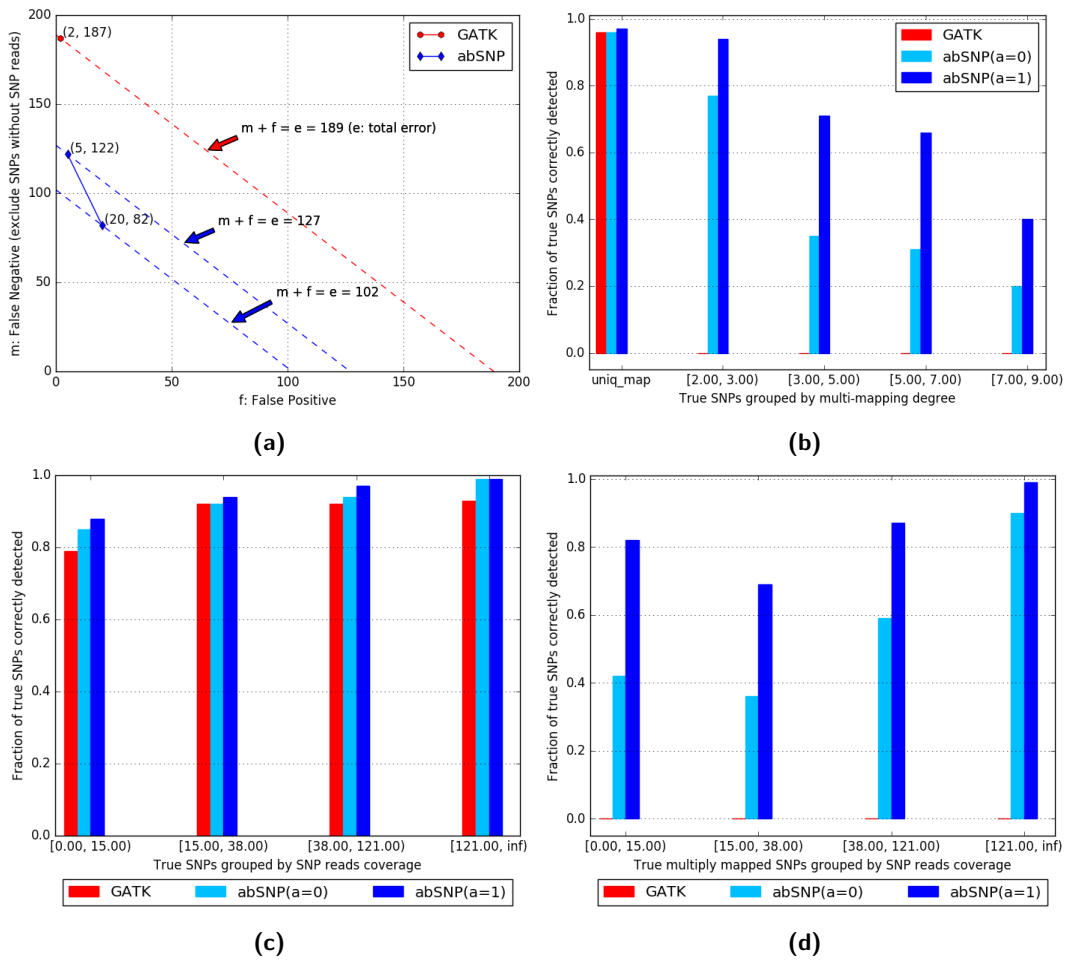 200
150
100
50
0
0
50
100
150
200
m: False Negative (exclude SNPs without SNP reads)
f: False Positive
(2, 187)
(5, 122)
(20, 82)
m + f = e = 189 (e: total error)
m + f = e = 127
m + f = e = 102
GATK
abSNP
(a)
1.0
0.8
0.6
0.4
0.2
0.0
Fraction of true SNPs correctly detected
GATK
abSNP(a=0)
abSNP(a=1)
uniq_map
[2.00, 3.00)
[3.00, 5.00)
[5.00, 7.00)
[7.00, 9.00)
True SNPs grouped by multi-mapping degree
(b)
1.0
0.8
0.6
0.4
0.2
0.0
Fraction of true SNPs correctly detected
[0.00, 15.00)
[15.00, 38.00)
[38.00, 121.00)
[121.00, inf)
True SNPs grouped by SNP reads coverage
GATK
abSNP(a=0)
abSNP(a=1)
(c)
1.0
0.8
0.6
0.4
0.2
0.0
Fraction of true SNPs correctly detected
[0.00, 15.00)
[15.00, 38.00)
[38.00, 121.00)
[121.00, inf)
True multiply mapped SNPs grouped by SNP reads coverage
GATK
abSNP(a=0)
abSNP(a=1)
(d)